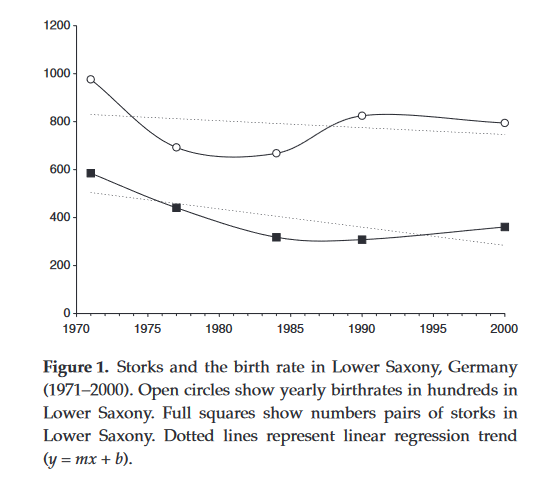 1200
1000
800
600
400
200
0
1970 1975 1980 1985 1990 1995 2000
Figure 1. Storks and the birth rate in Lower Saxony, Germany
(1971–2000). Open circles show yearly birthrates in hundreds in
Lower Saxony. Full squares show numbers pairs of storks in
Lower Saxony. Dotted lines represent linear regression trend
(y = mx + b).